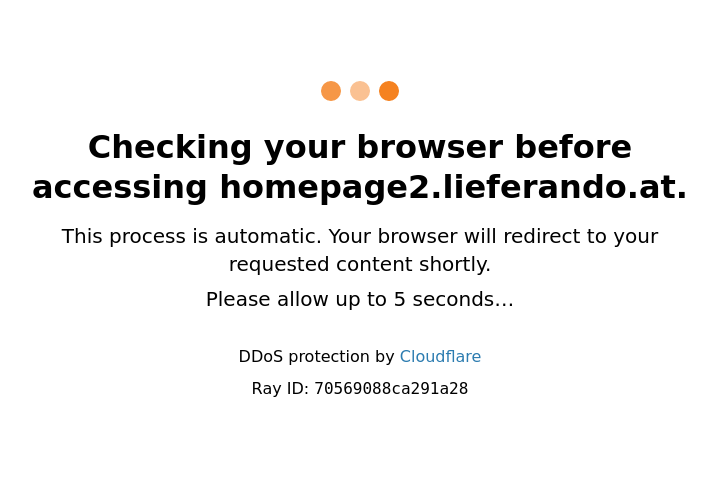 Checking your browser before
accessing homepage2.lieferando.at.
This process is automatic. Your browser will redirect to your
requested content shortly.
Please allow up to 5 seconds…
DDoS protection by Cloudflare
Ray ID: 70569088ca291a28